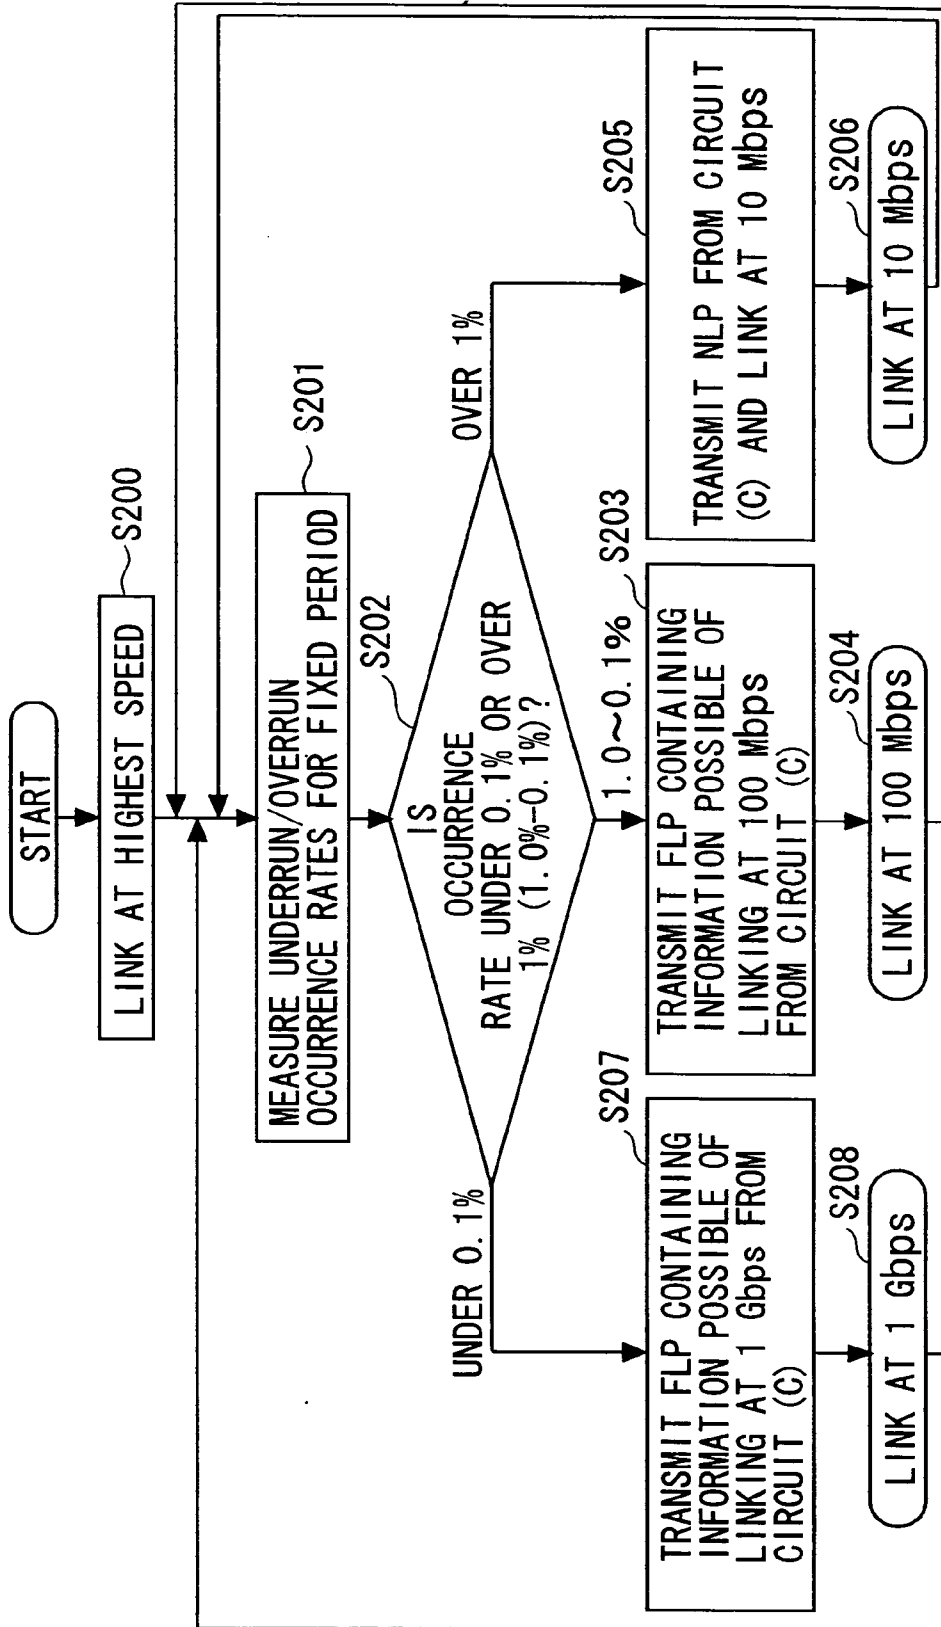 START
LINK AT HIGHEST SPEED
S200
MEASURE UNDERRUN/OVERRUN
OCCURRENCE RATES FOR FIXED PERIOD
S201
IS
OCCURRENCE
RATE UNDER 0.1% OR OVER
1% (1.0%-0.1%)?
S202
UNDER 0.1%
1.0~0.1%
OVER 1%
TRANSMIT FLP CONTAINING
INFORMATION POSSIBLE OF
LINKING AT 1 Gbps FROM
CIRCUIT (C)
S207
TRANSMIT FLP CONTAINING
INFORMATION POSSIBLE OF
LINKING AT 100 Mbps
FROM CIRCUIT (C)
S203
TRANSMIT NLP FROM CIRCUIT
(C) AND LINK AT 10 Mbps
S205
LINK AT 1 Gbps
S208
LINK AT 100 Mbps
S204
LINK AT 10 Mbps
S206